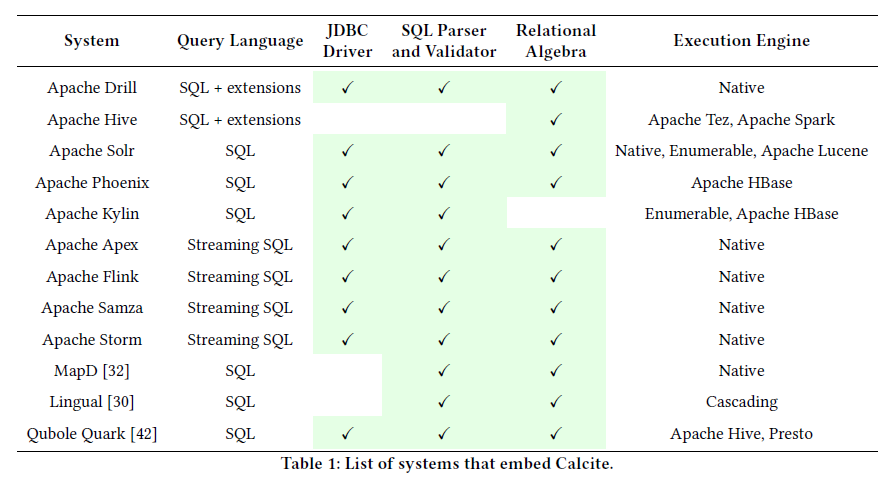 System Query Language JDBC Driver SQL Parser and Validator Relational Algebra Execution Engine
Apache Drill SQL + extensions ✓ ✓ ✓ Native
Apache Hive SQL + extensions ✓ Apache Tez, Apache Spark
Apache Solr SQL ✓ ✓ ✓ Native, Enumerable, Apache Lucene
Apache Phoenix SQL ✓ ✓ ✓ Apache HBase
Apache Kylin SQL ✓ ✓ Enumerable, Apache HBase
Apache Apex Streaming SQL ✓ ✓ ✓ Native
Apache Flink Streaming SQL ✓ ✓ ✓ Native
Apache Samza Streaming SQL ✓ ✓ ✓ Native
Apache Storm Streaming SQL ✓ ✓ ✓ Native
MapD [32] SQL ✓ ✓ Native
Lingual [30] SQL ✓ ✓ Cascading
Qubole Quark [42] SQL ✓ ✓ ✓ Apache Hive, Presto
Table 1: List of systems that embed Calcite.